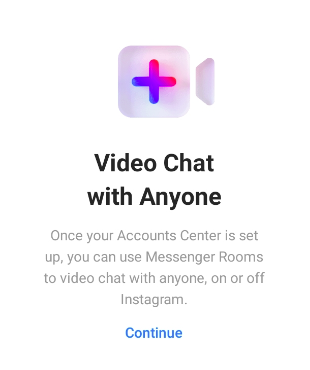 Video Chat
with Anyone
Once your Accounts Center is set
up, you can use Messenger Rooms
to video chat with anyone, on or off
Instagram.
Continue